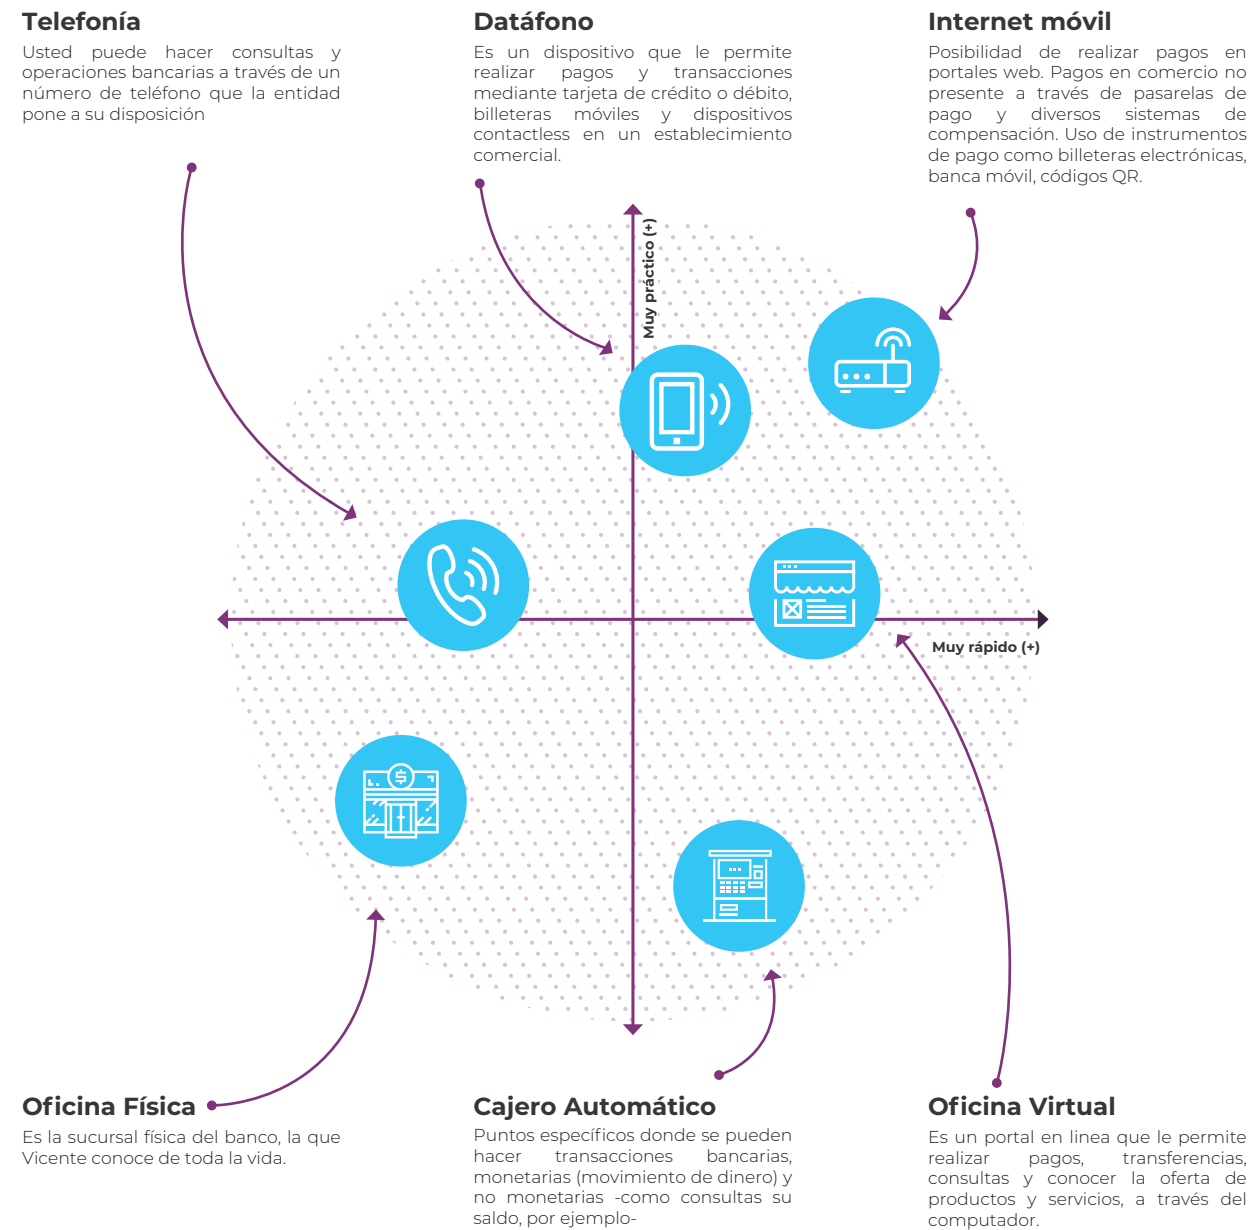 Telefonía
Usted puede hacer consultas y
operaciones bancarias a través de un
número de teléfono que la entidad
pone a su disposición
Datáfono
Es un dispositivo que le permite
realizar pagos y transacciones
mediante tarjeta de crédito o débito,
billeteras móviles y dispositivos
contactless en un establecimiento
comercial.
Internet móvil
Posibilidad de realizar pagos en
portales web. Pagos en comercio no
presente a través de pasarelas de
pago y diversos sistemas de
compensación. Uso de instrumentos
de pago como billeteras electrónicas,
banca móvil, códigos QR.
Muy práctico (+)
Muy rápido (+)
$
Oficina Física
Es la sucursal física del banco, la que
Vicente conoce de toda la vida.
Cajero Automático
Puntos específicos donde se pueden
hacer transacciones bancarias,
monetarias (movimiento de dinero) y
no monetarias -como consultas su
saldo, por ejemplo-
Oficina Virtual
Es un portal en linea que le permite
realizar pagos, transferencias,
consultas y conocer la oferta de
productos y servicios, a través del
computador.